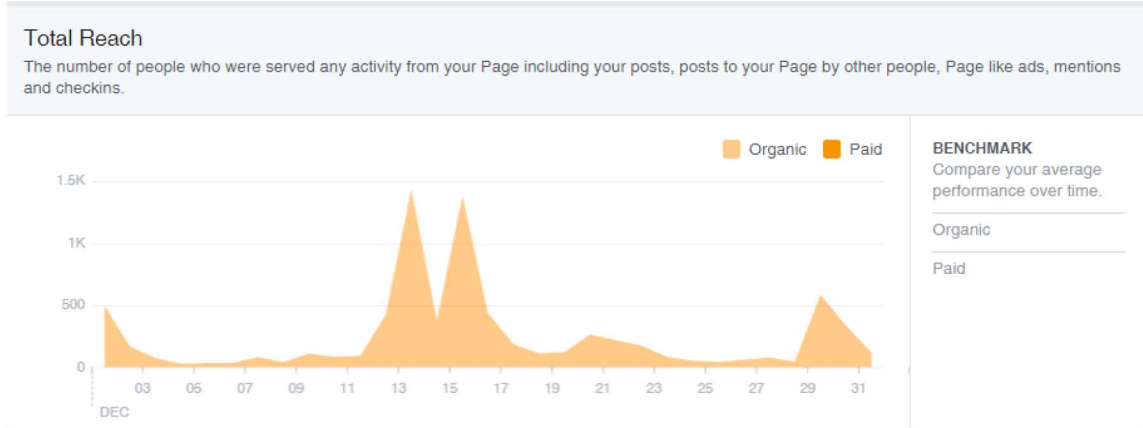 Total Reach
The number of people who were served any activity from your Page including your posts, posts to your Page by other people, Page like ads, mentions
and checkins.
Organic Paid
BENCHMARK
Compare your average
performance over time.
Organic
Paid
1.5K
1K
500
0
03 05 07 09 11 13 15 17 19 21 23 25 27 29 31
DEC